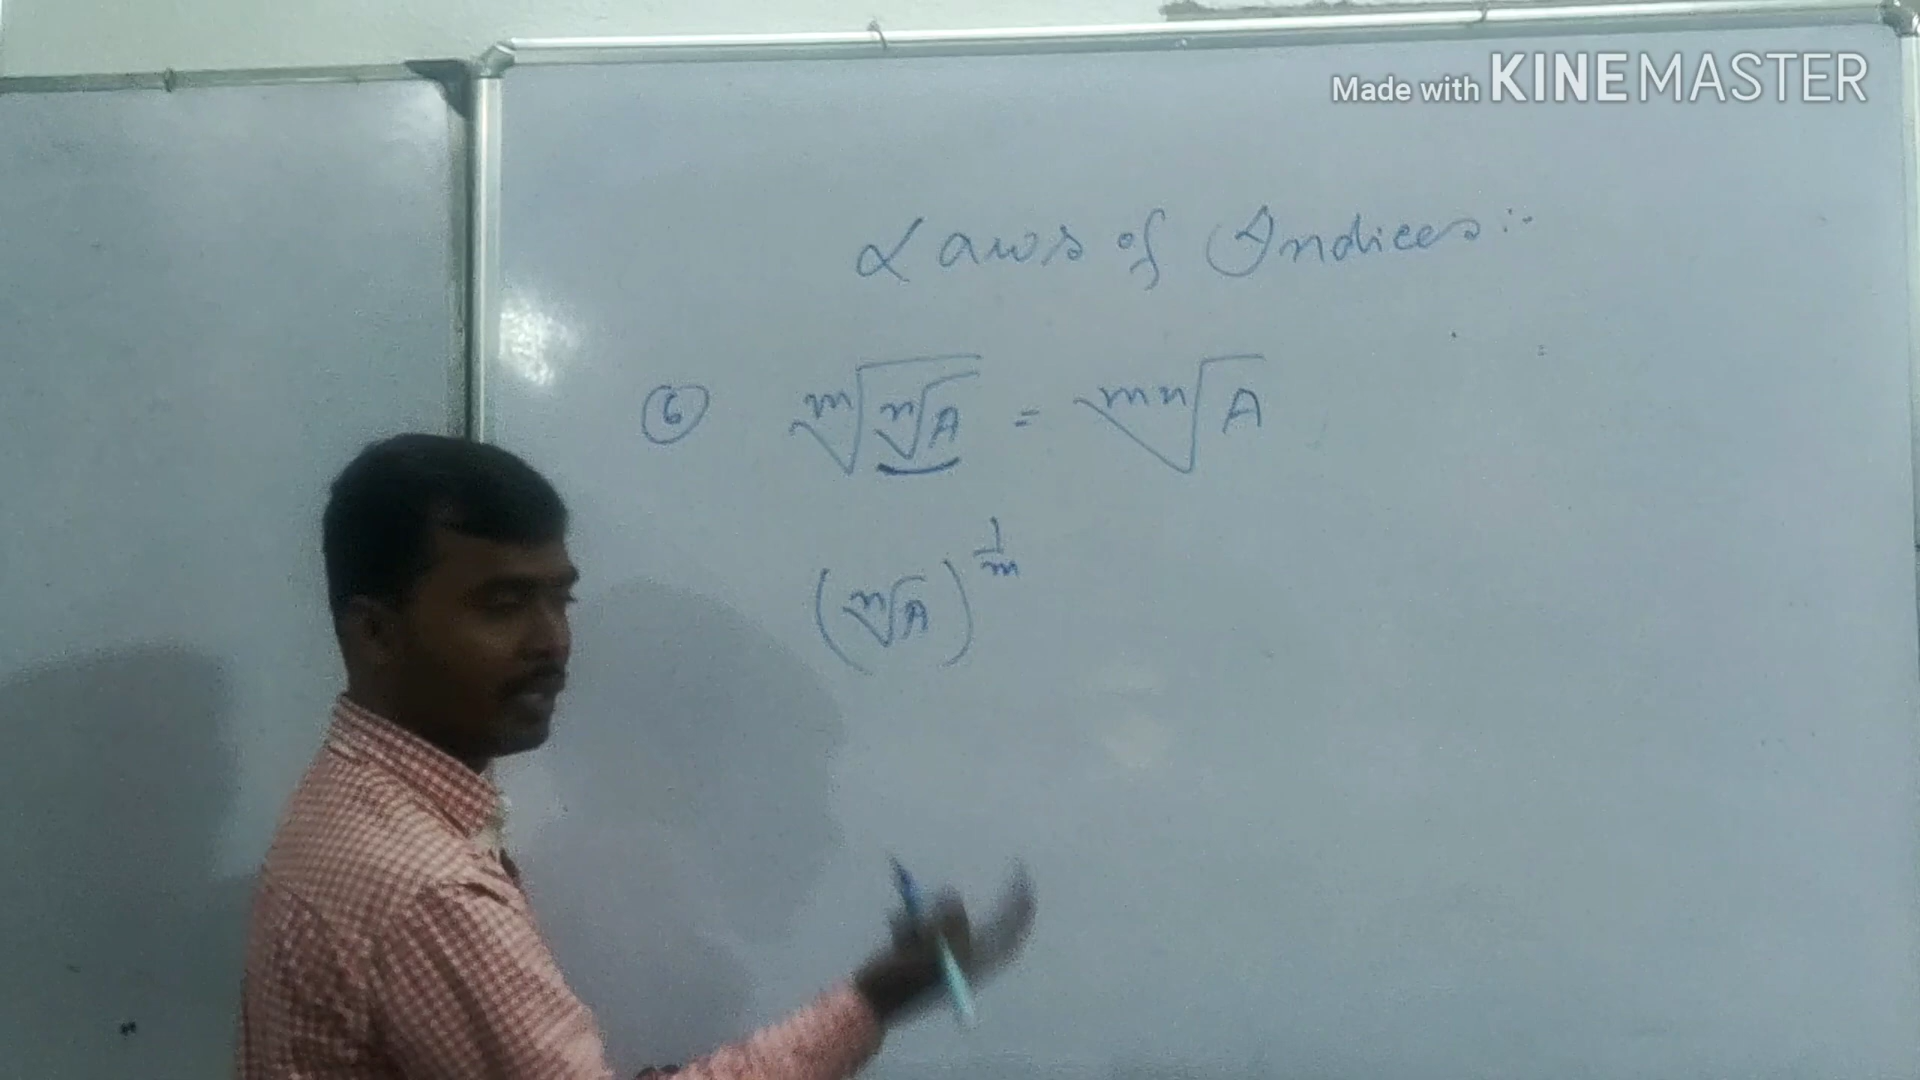 Made with KINEMASTER
Laws of Indices :-
⑥ ᵐ√(ⁿ√A) = ᵐⁿ√A
(ⁿ√A)^(1/m)